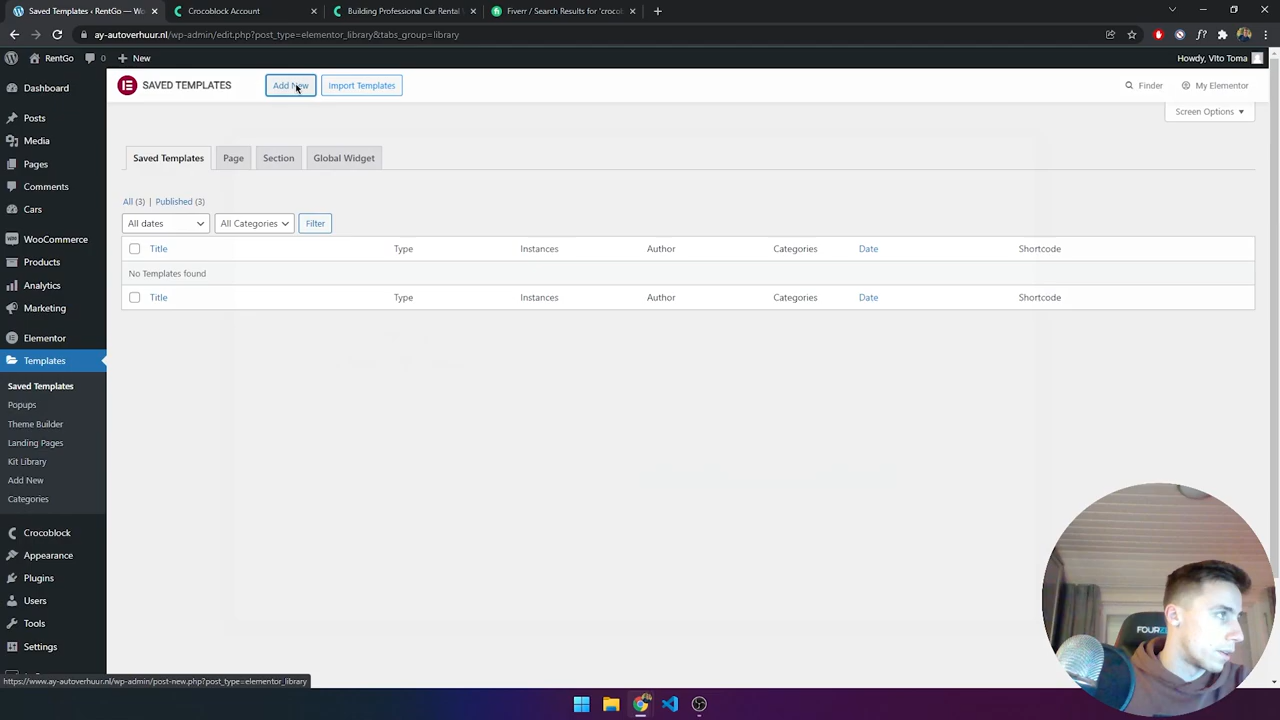 Saved Templates ‹ RentGo — Wo
Crocoblock Account
Building Professional Car Rental
Fiverr / Search Results for 'croco
ay-autoverhuur.nl/wp-admin/edit.php?post_type=elementor_library&tabs_group=library
RentGo
0
New
Howdy, VIto Toma
Dashboard
Posts
Media
Pages
Comments
Cars
WooCommerce
Products
Analytics
Marketing
Elementor
Templates
Saved Templates
Popups
Theme Builder
Landing Pages
Kit Library
Add New
Categories
Crocoblock
Appearance
Plugins
Users
Tools
Settings
SAVED TEMPLATES
Add New
Import Templates
Finder
My Elementor
Screen Options
Saved Templates
Page
Section
Global Widget
All (3) | Published (3)
All dates
All Categories
Filter
Title Type Instances Author Categories Date Shortcode
No Templates found
Title Type Instances Author Categories Date Shortcode
https://www.ay-autoverhuur.nl/wp-admin/post-new.php?post_type=elementor_library